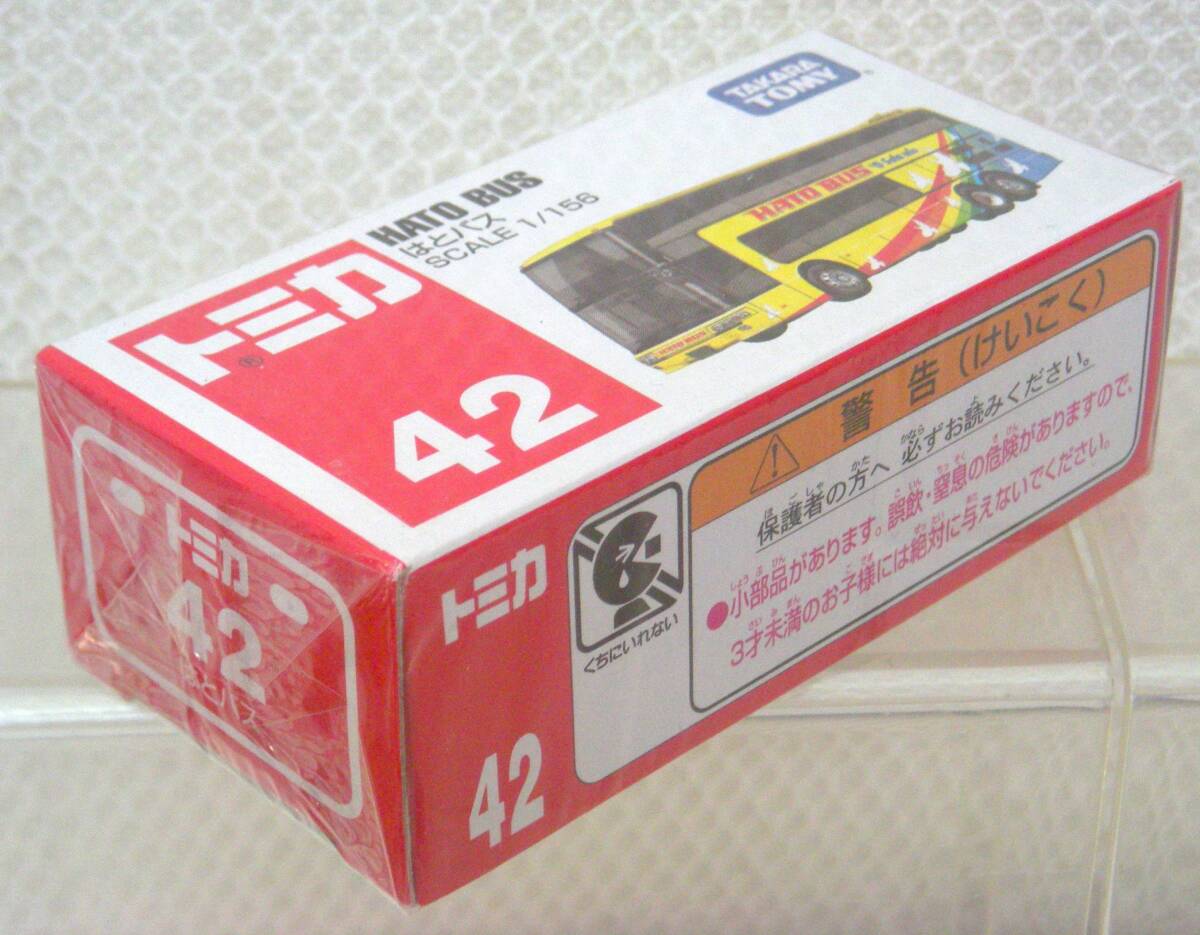 TAKARA
TOMY
HATO BUS
はとバス
SCALE 1/156
トミカ
42
HATO BUS
トミカ
42
はとバス
トミカ
42
くちにいれない
警告(けいこく)
保護者の方へ 必ずお読みください。
●小部品があります。誤飲・窒息の危険がありますので、
3才未満のお子様には絶対に与えないでください。